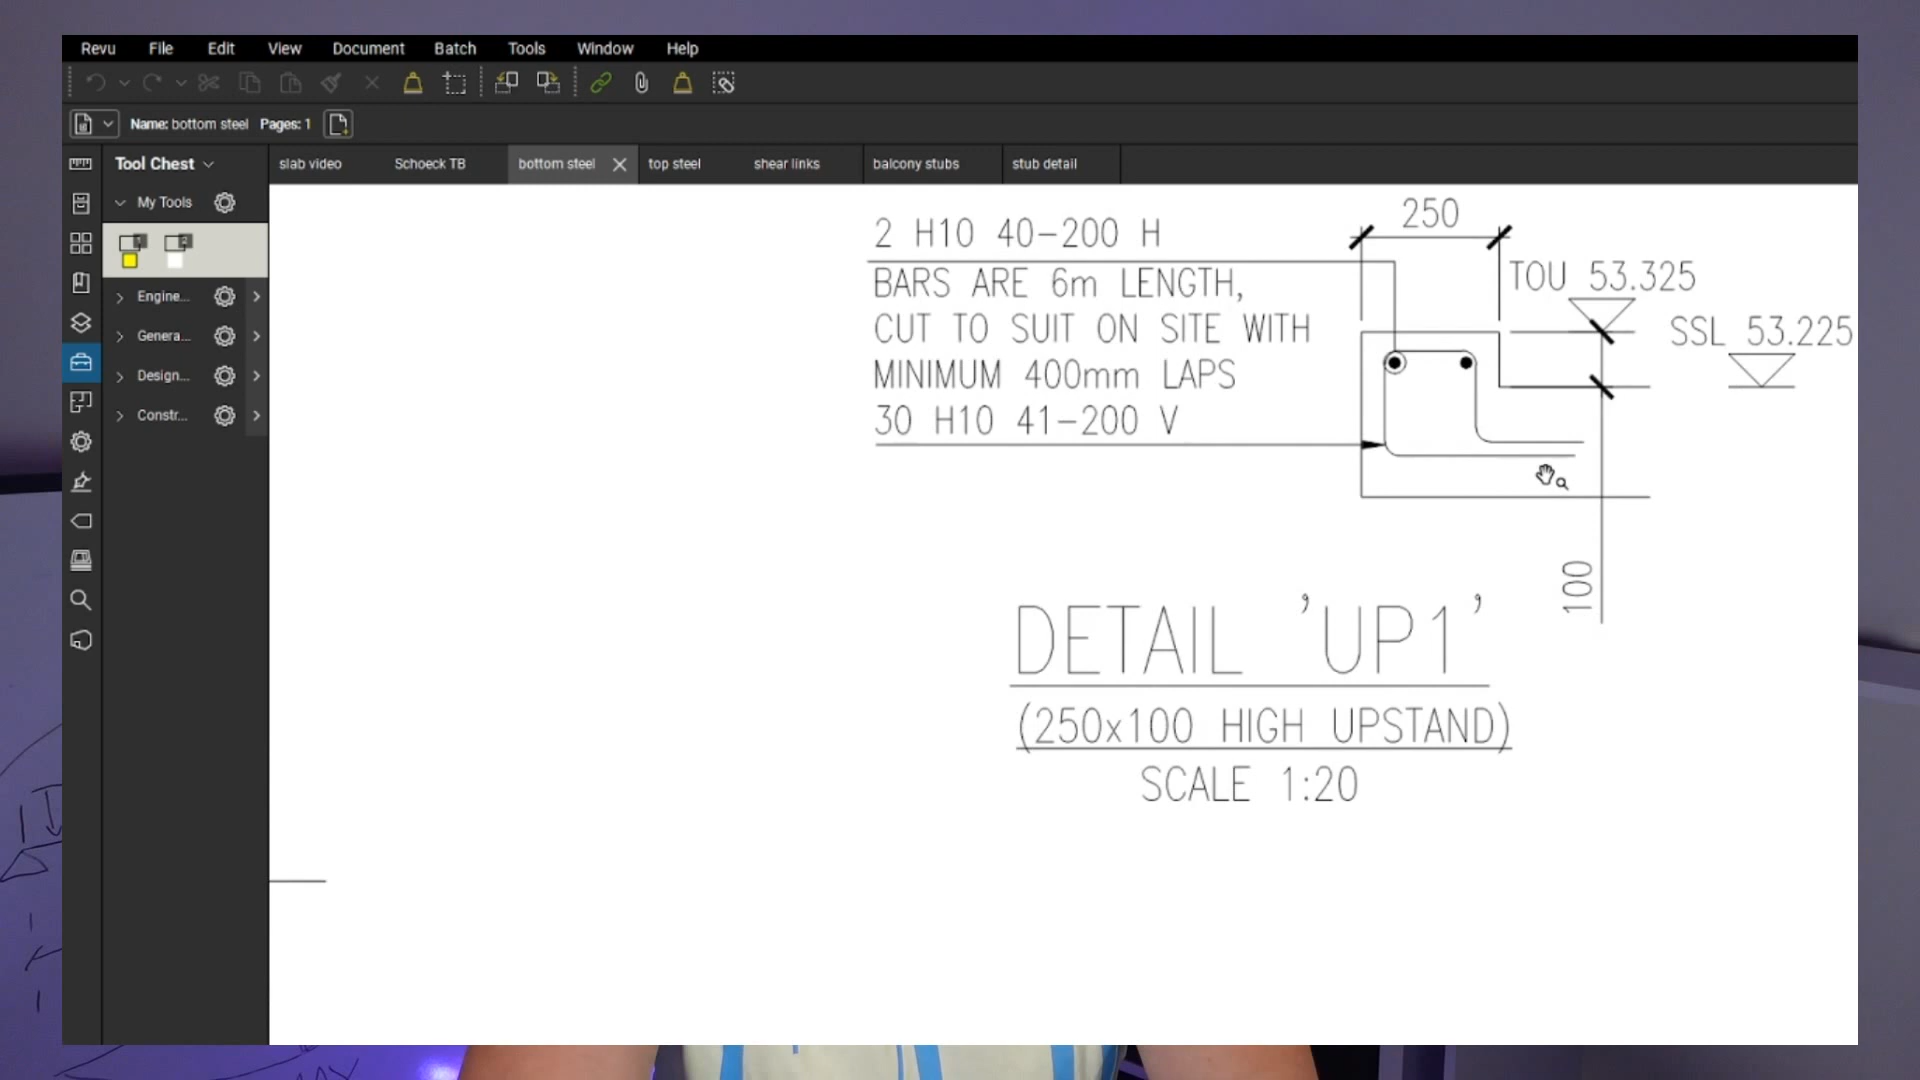 Revu File Edit View Document Batch Tools Window Help
Name: bottom steel Pages: 1
Tool Chest
slab video Schoeck TB bottom steel top steel shear links balcony stubs stub detail
My Tools
Engine...
Genera...
Design...
Constr...
2 H10 40-200 H
BARS ARE 6m LENGTH,
CUT TO SUIT ON SITE WITH
MINIMUM 400mm LAPS
30 H10 41-200 V
250
TOU 53.325
SSL 53.225
100
DETAIL 'UP1'
(250x100 HIGH UPSTAND)
SCALE 1:20